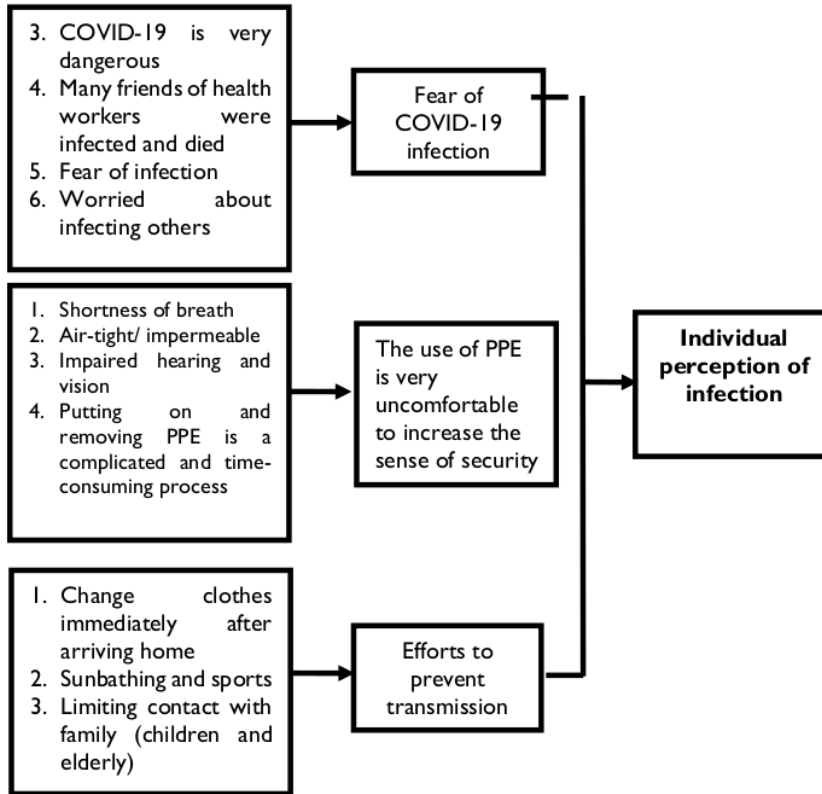 3. COVID-19 is very
dangerous
4. Many friends of health
workers were
infected and died
5. Fear of infection
6. Worried about
infecting others
Fear of
COVID-19
infection
1. Shortness of breath
2. Air-tight/ impermeable
3. Impaired hearing and
vision
4. Putting on and
removing PPE is a
complicated and time-
consuming process
The use of PPE
is very
uncomfortable
to increase the
sense of security
Individual
perception of
infection
1. Change clothes
immediately after
arriving home
2. Sunbathing and sports
3. Limiting contact with
family (children and
elderly)
Efforts to
prevent
transmission